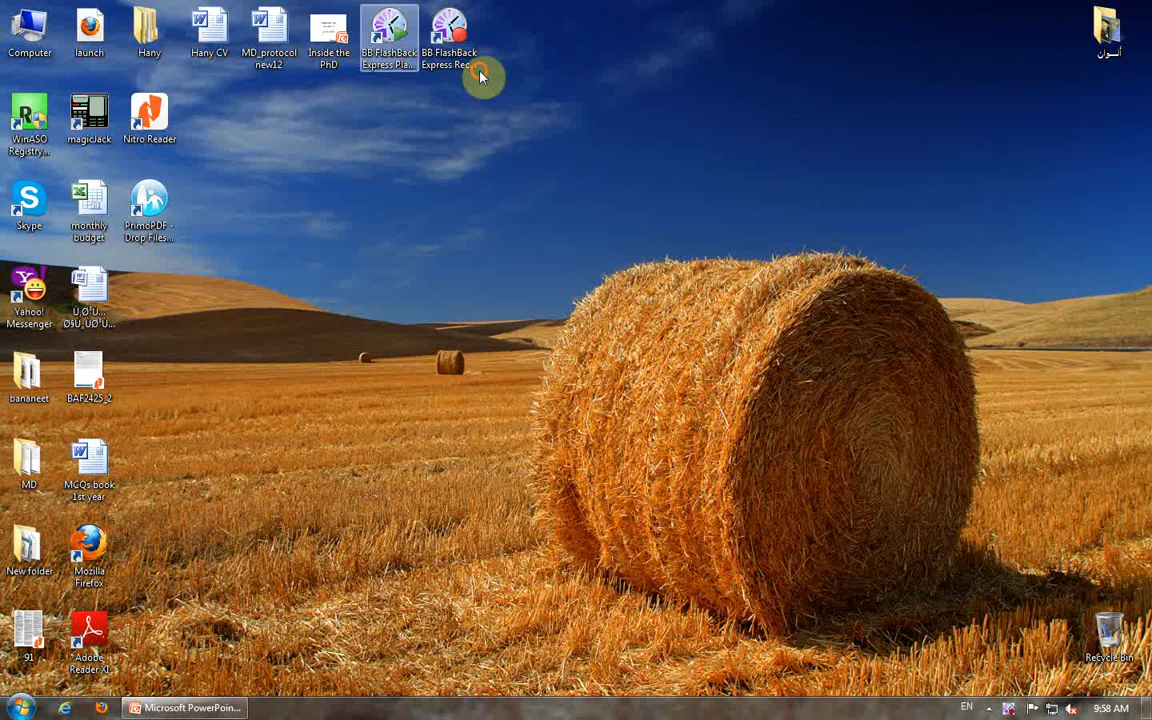 Computer
launch
Hany
Hany CV
MD_protocol
new12
Inside the
PhD
BB FlashBack
Express Pla...
BB FlashBack
Express Rec...
أسوان
WinASO
Registry...
magicJack
Nitro Reader
Skype
monthly
budget
PrimoPDF -
Drop Files...
Yahoo!
Messenger
bananeet
BAF2425_2
MD
MCQs book
1st year
New folder
Mozilla
Firefox
91
Adobe
Reader XI
Recycle Bin
Microsoft PowerPoin...
EN
9:58 AM